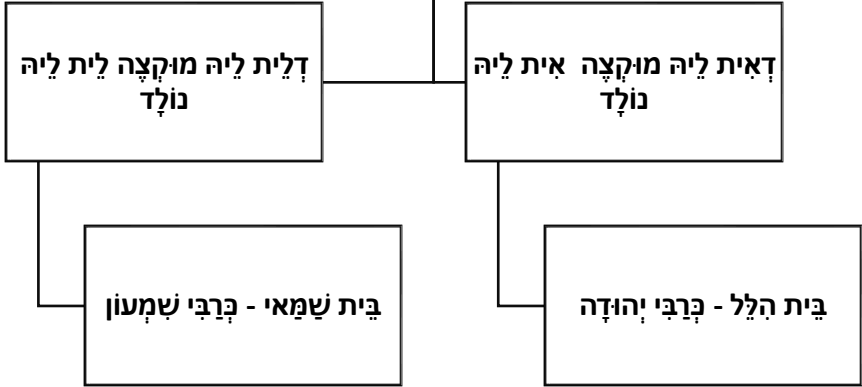 דְאִית לֵיהּ מוּקְצֶה אִית לֵיהּ
נוֹלָד
דְלֵית לֵיהּ מוּקְצֶה לֵית לֵיהּ
נוֹלָד
בֵּית הִלֵּל - כְּרַבִּי יְהוּדָה
בֵּית שַׁמַּאי - כְּרַבִּי שִׁמְעוֹן